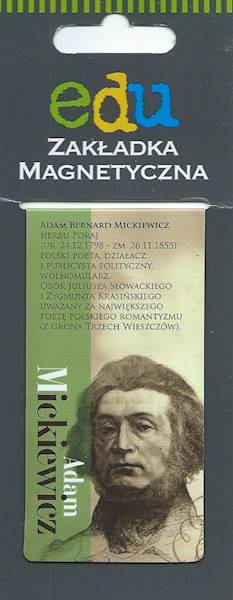 edu
ZAKŁADKA
MAGNETYCZNA
ADAM BERNARD MICKIEWICZ
HERBU PORAJ
(UR. 24.12.1798 - ZM. 26.11.1855)
POLSKI POETA, DZIAŁACZ
I PUBLICYSTA POLITYCZNY,
WOLNOMULARZ.
OBOK JULIUSZA SŁOWACKIEGO
I ZYGMUNTA KRASIŃSKIEGO
UWAŻANY ZA NAJWIĘKSZEGO
POETĘ POLSKIEGO ROMANTYZMU
(Z GRONA TRZECH WIESZCZÓW).
Adam
Mickiewicz